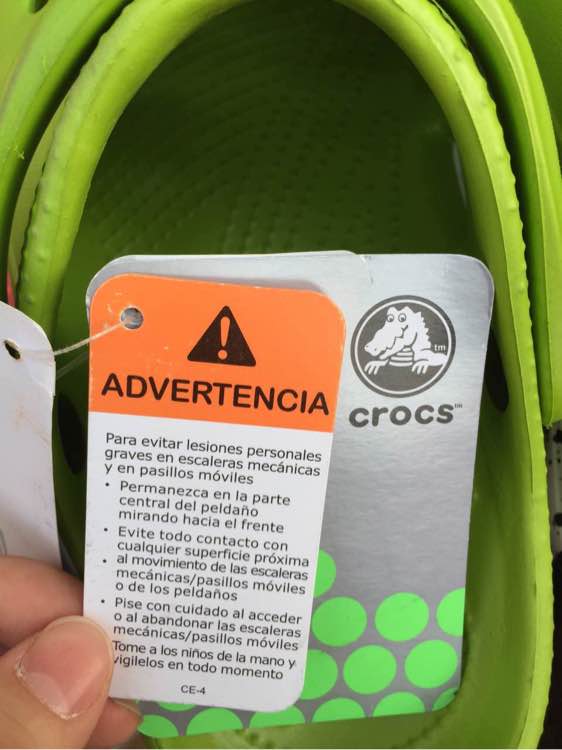 ADVERTENCIA
Para evitar lesiones personales
graves en escaleras mecánicas
y en pasillos móviles
• Permanezca en la parte
central del peldaño
mirando hacia el frente
• Evite todo contacto con
cualquier superficie próxima
• al movimiento de las escaleras
mecánicas/pasillos móviles
o de los peldaños
• Pise con cuidado al acceder
o al abandonar las escaleras
mecánicas/pasillos móviles
Tome a los niños de la mano y
vigilelos en todo momento
CE-4
tm
crocs™